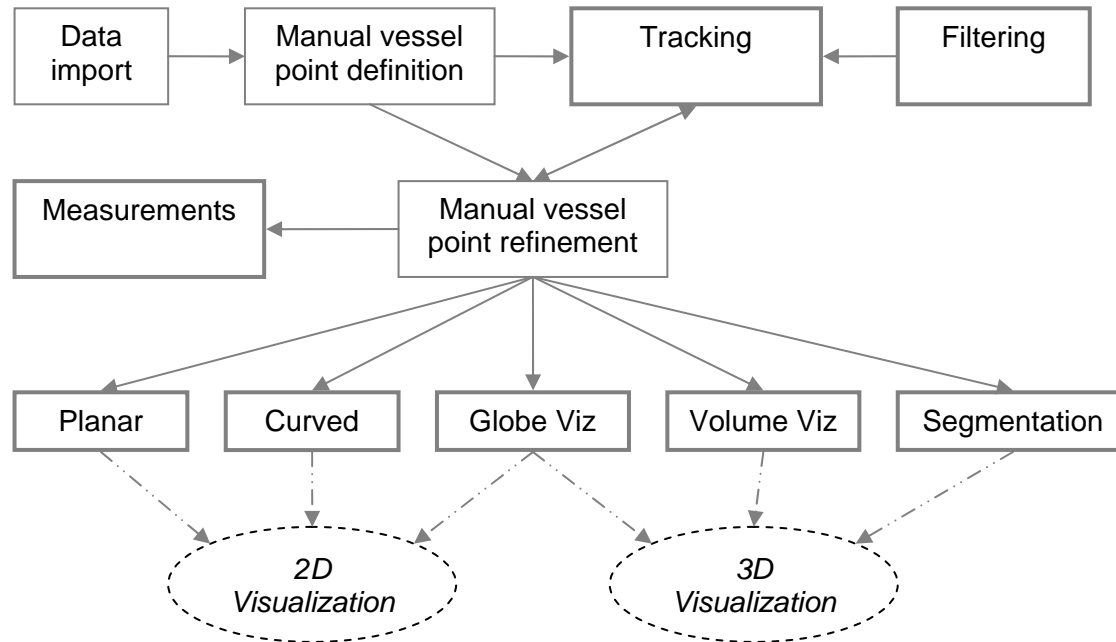 Data
import
Manual vessel
point definition
Tracking
Filtering
Measurements
Manual vessel
point refinement
Planar
Curved
Globe Viz
Volume Viz
Segmentation
2D
Visualization
3D
Visualization